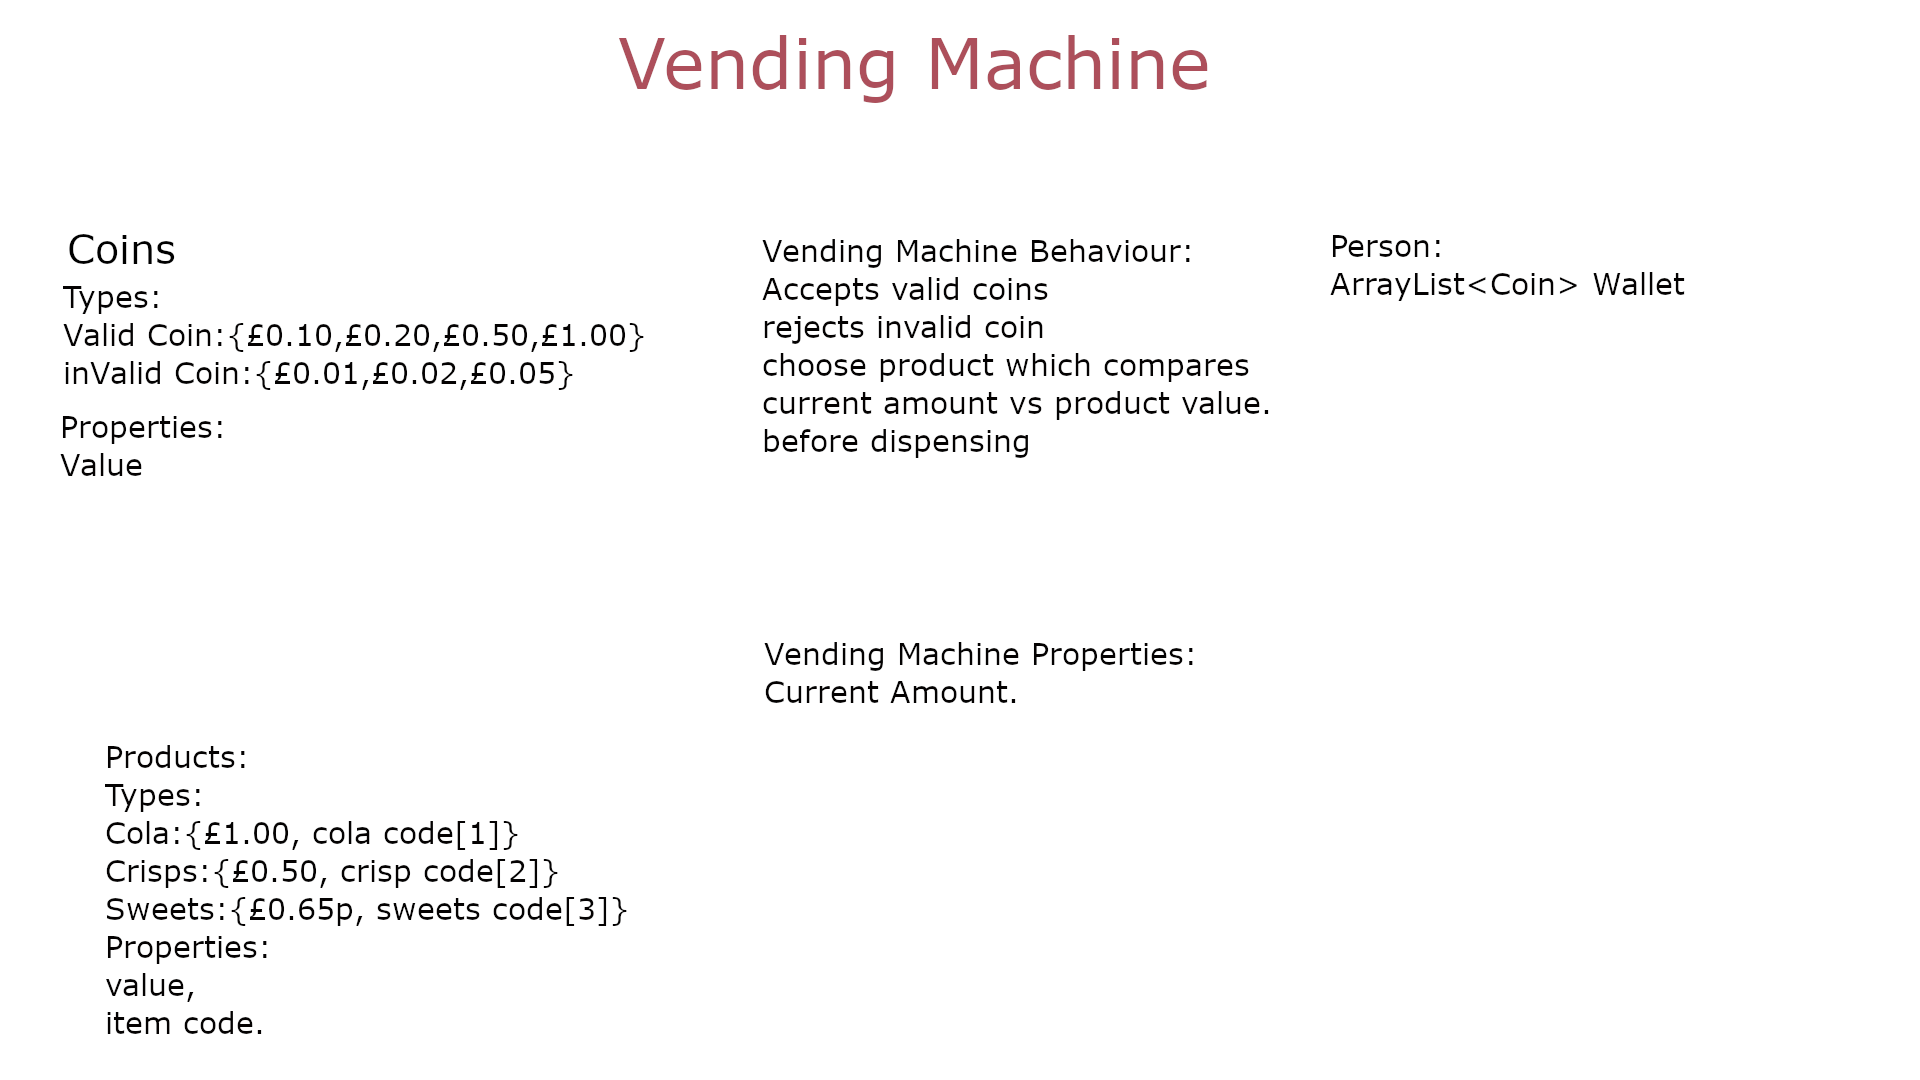 Vending Machine
Coins
Types:
Valid Coin:{£0.10,£0.20,£0.50,£1.00}
inValid Coin:{£0.01,£0.02,£0.05}
Properties:
Value
Vending Machine Behaviour:
Accepts valid coins
rejects invalid coin
choose product which compares
current amount vs product value.
before dispensing
Person:
ArrayList<Coin> Wallet
Vending Machine Properties:
Current Amount.
Products:
Types:
Cola:{£1.00, cola code[1]}
Crisps:{£0.50, crisp code[2]}
Sweets:{£0.65p, sweets code[3]}
Properties:
value,
item code.